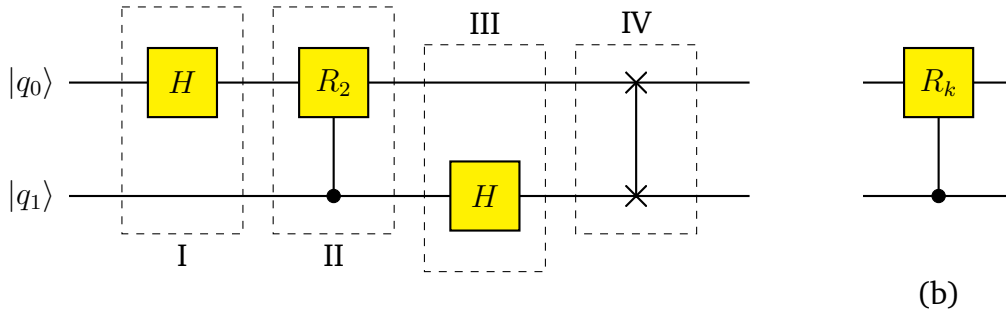 III IV
|q₀⟩ H R₂ Rₖ
|q₁⟩ H
I II
(b)